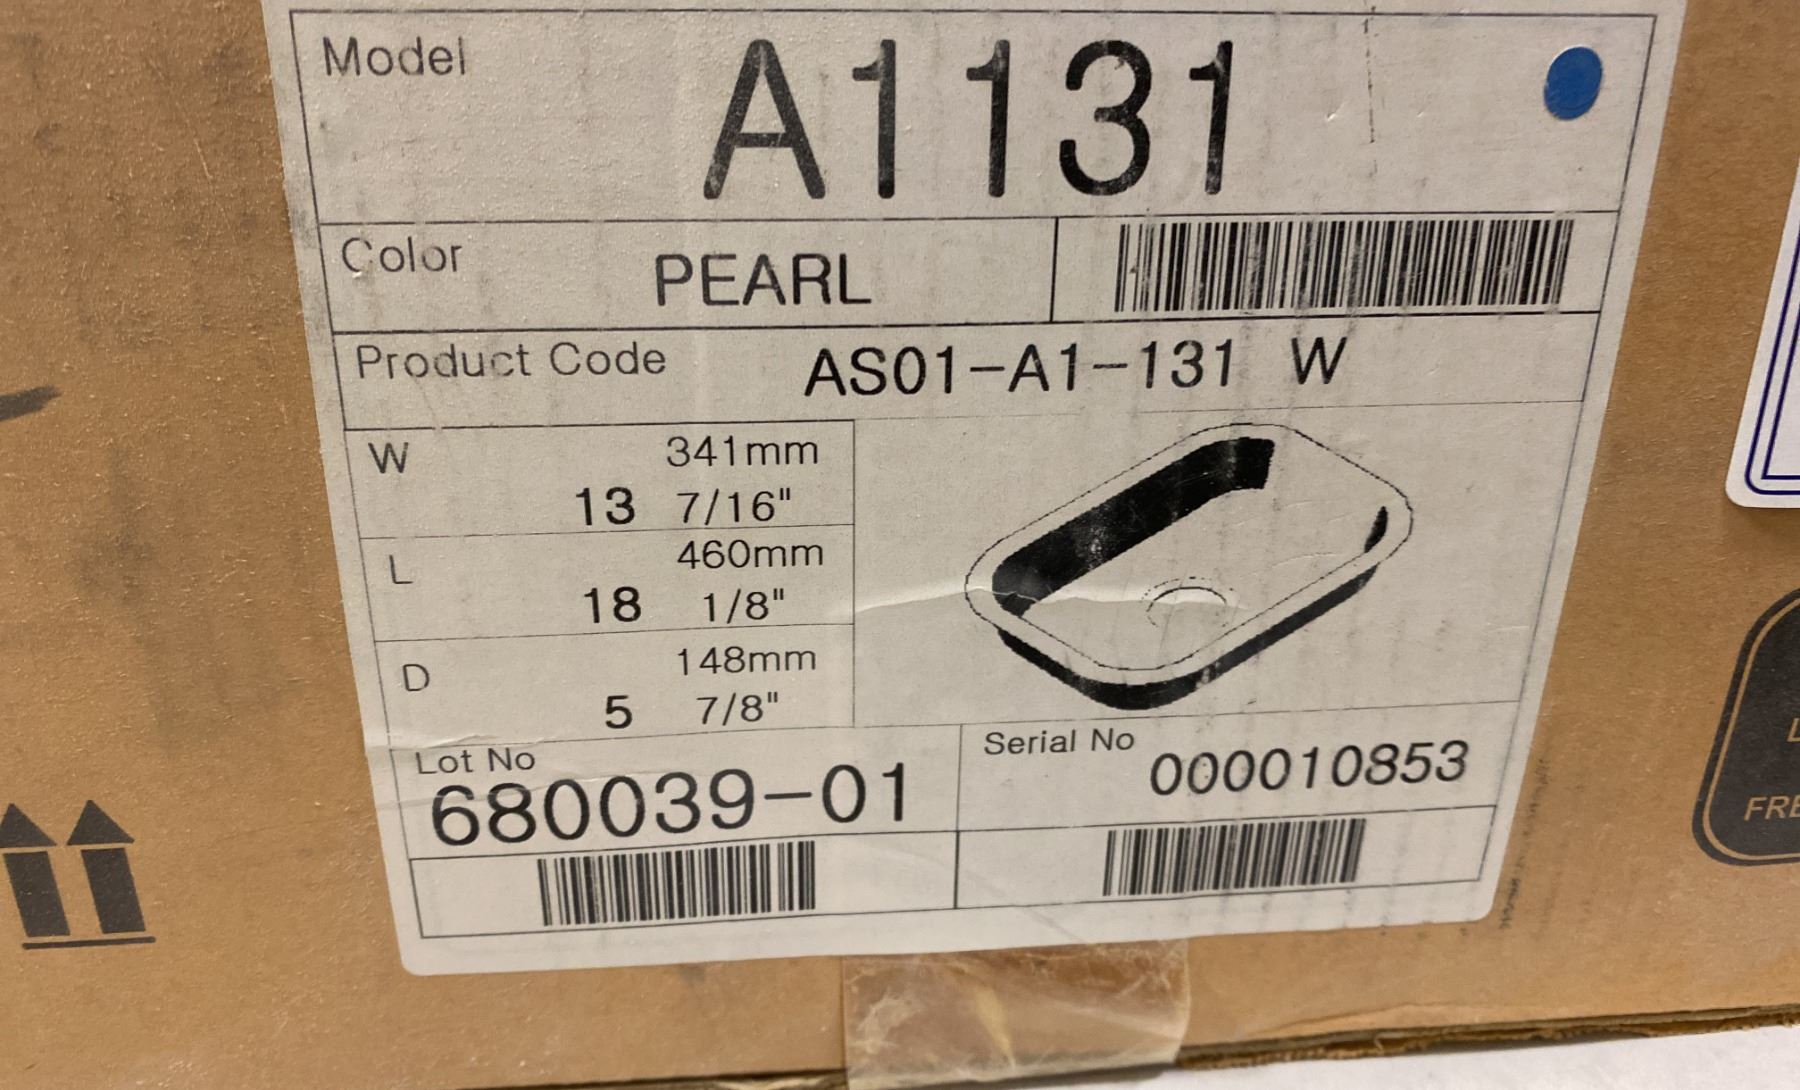 Model
A1131
Color
PEARL
Product Code AS01-A1-131 W
W
341mm
13 7/16"
L
460mm
18 1/8"
D
148mm
5 7/8"
Lot No
680039-01
Serial No
000010853